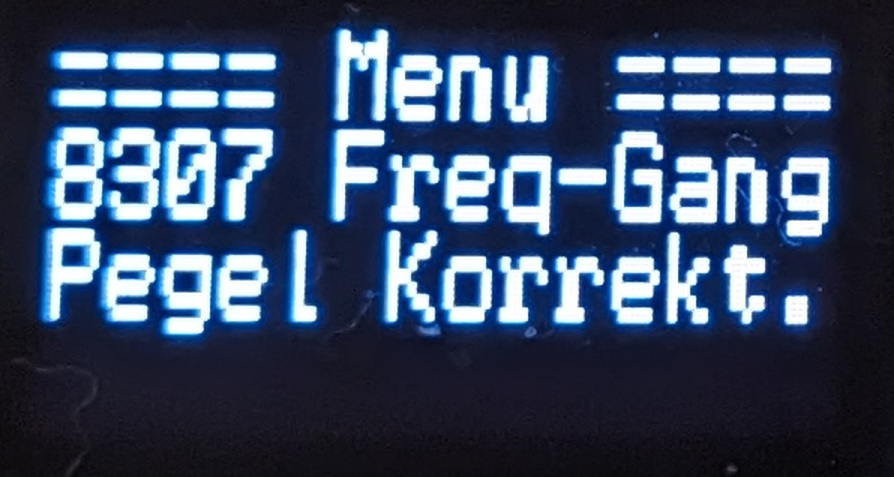 ==== Menu ====
8307 Freq-Gang
Pegel Korrekt.